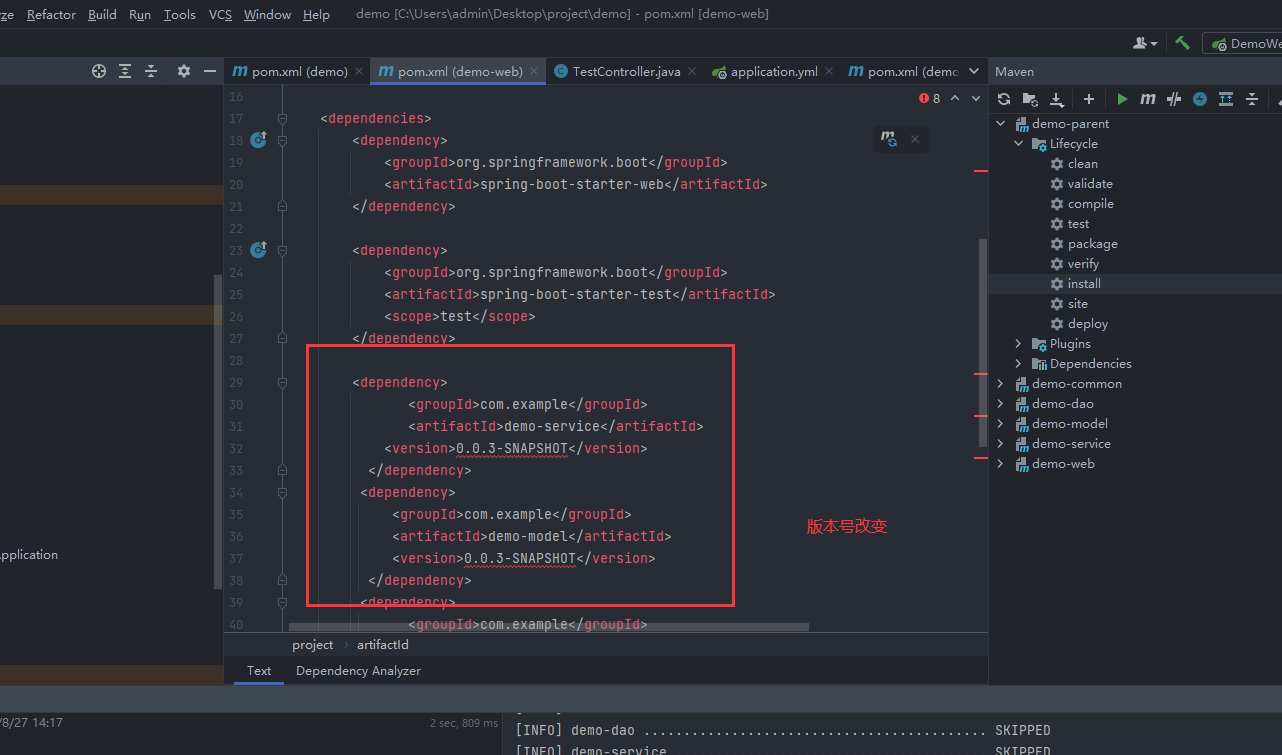 ze Refactor Build Run Tools VCS Window Help demo [C:\Users\admin\Desktop\project\demo] - pom.xml [demo-web]
DemoWe
pom.xml (demo) pom.xml (demo-web) TestController.java application.yml pom.xml (demo Maven
8
16
17 <dependencies>
18 <dependency>
19 <groupId>org.springframework.boot</groupId>
20 <artifactId>spring-boot-starter-web</artifactId>
21 </dependency>
22
23 <dependency>
24 <groupId>org.springframework.boot</groupId>
25 <artifactId>spring-boot-starter-test</artifactId>
26 <scope>test</scope>
27 </dependency>
28
29 <dependency>
30 <groupId>com.example</groupId>
31 <artifactId>demo-service</artifactId>
32 <version>0.0.3-SNAPSHOT</version>
33 </dependency>
34 <dependency>
35 <groupId>com.example</groupId>
36 <artifactId>demo-model</artifactId>
37 <version>0.0.3-SNAPSHOT</version>
38 </dependency>
39 <dependency>
40 <groupId>com.example</groupId>
版本号改变
demo-parent
Lifecycle
clean
validate
compile
test
package
verify
install
site
deploy
Plugins
Dependencies
demo-common
demo-dao
demo-model
demo-service
demo-web
pplication
project › artifactId
Text Dependency Analyzer
/8/27 14:17 2 sec, 809 ms
[INFO] demo-dao ........................................... SKIPPED
[INFO] demo-service SKIPPED